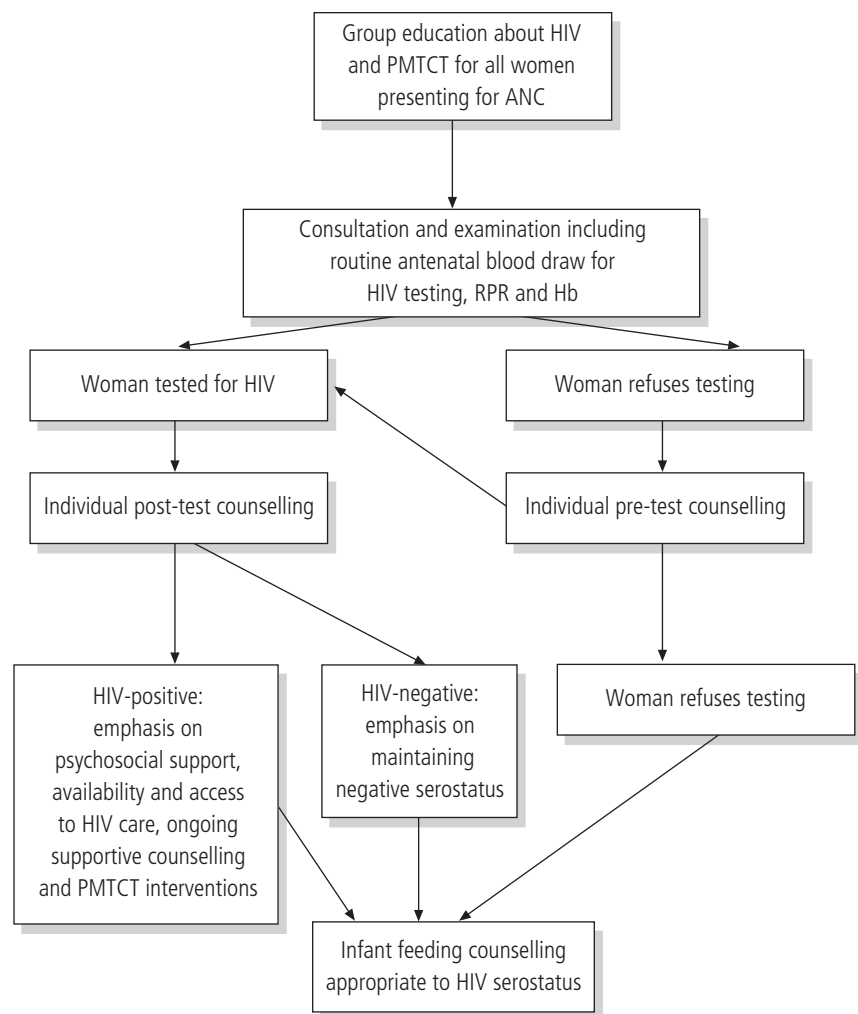 Group education about HIV
and PMTCT for all women
presenting for ANC
Consultation and examination including
routine antenatal blood draw for
HIV testing, RPR and Hb
Woman tested for HIV
Woman refuses testing
Individual post-test counselling
Individual pre-test counselling
HIV-positive:
emphasis on
psychosocial support,
availability and access
to HIV care, ongoing
supportive counselling
and PMTCT interventions
HIV-negative:
emphasis on
maintaining
negative serostatus
Woman refuses testing
Infant feeding counselling
appropriate to HIV serostatus